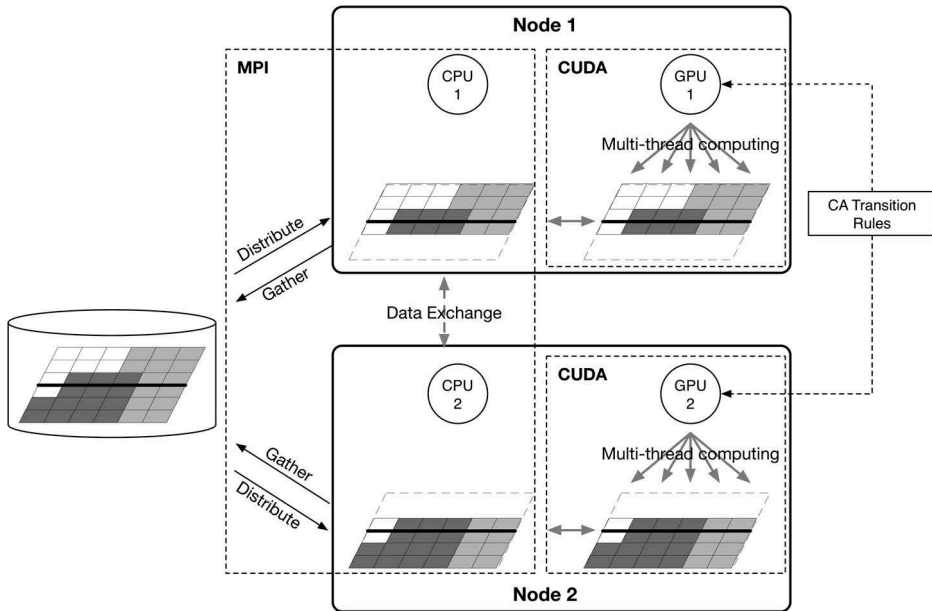 Node 1
MPI
CUDA
CPU
1
GPU
1
Multi-thread computing
CA Transition
Rules
Distribute
Gather
Data Exchange
CUDA
CPU
2
GPU
2
Gather
Distribute
Multi-thread computing
Node 2